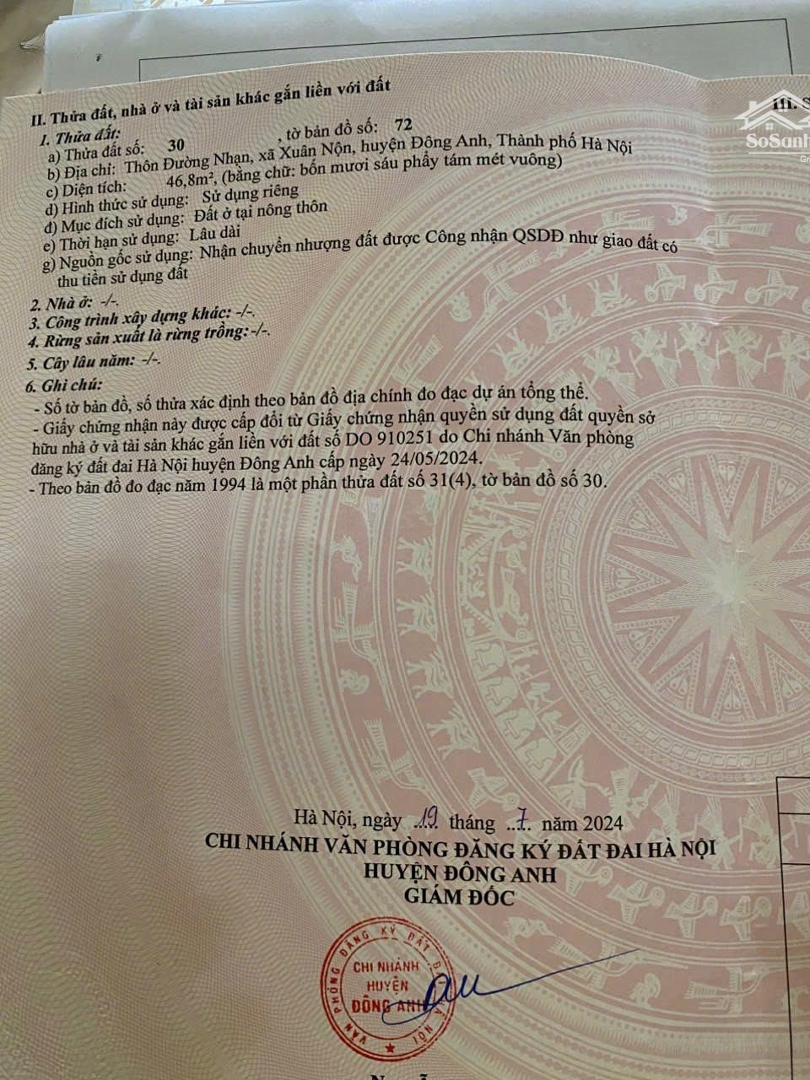 II. Thửa đất, nhà ở và tài sản khác gắn liền với đất
1. Thửa đất:
a) Thửa đất số: 30 , tờ bản đồ số: 72
b) Địa chỉ: Thôn Đường Nhạn, xã Xuân Nộn, huyện Đông Anh, Thành phố Hà Nội
c) Diện tích: 46,8m², (bằng chữ: bốn mươi sáu phẩy tám mét vuông)
d) Hình thức sử dụng: Sử dụng riêng
đ) Mục đích sử dụng: Đất ở tại nông thôn
e) Thời hạn sử dụng: Lâu dài
g) Nguồn gốc sử dụng: Nhận chuyển nhượng đất được Công nhận QSDĐ như giao đất có
thu tiền sử dụng đất
2. Nhà ở: -/-.
3. Công trình xây dựng khác: -/-.
4. Rừng sản xuất là rừng trồng:-/-.
5. Cây lâu năm: -/-.
6. Ghi chú:
- Số tờ bản đồ, số thửa xác định theo bản đồ địa chính đo đạc dự án tổng thể.
- Giấy chứng nhận này được cấp đổi từ Giấy chứng nhận quyền sử dụng đất quyền sở
hữu nhà ở và tài sản khác gắn liền với đất số DO 910251 do Chi nhánh Văn phòng
đăng ký đất đai Hà Nội huyện Đông Anh cấp ngày 24/05/2024.
- Theo bản đồ đo đạc năm 1994 là một phần thửa đất số 31(4), tờ bản đồ số 30.
III. S
SoSanh
Hà Nội, ngày ..19. tháng ..7.. năm 2024
CHI NHÁNH VĂN PHÒNG ĐĂNG KÝ ĐẤT ĐAI HÀ NỘI
HUYỆN ĐÔNG ANH
GIÁM ĐỐC
VĂN PHÒNG ĐĂNG KÝ ĐẤT ĐAI HÀ NỘI
CHI NHÁNH
HUYỆN
ĐÔNG ANH